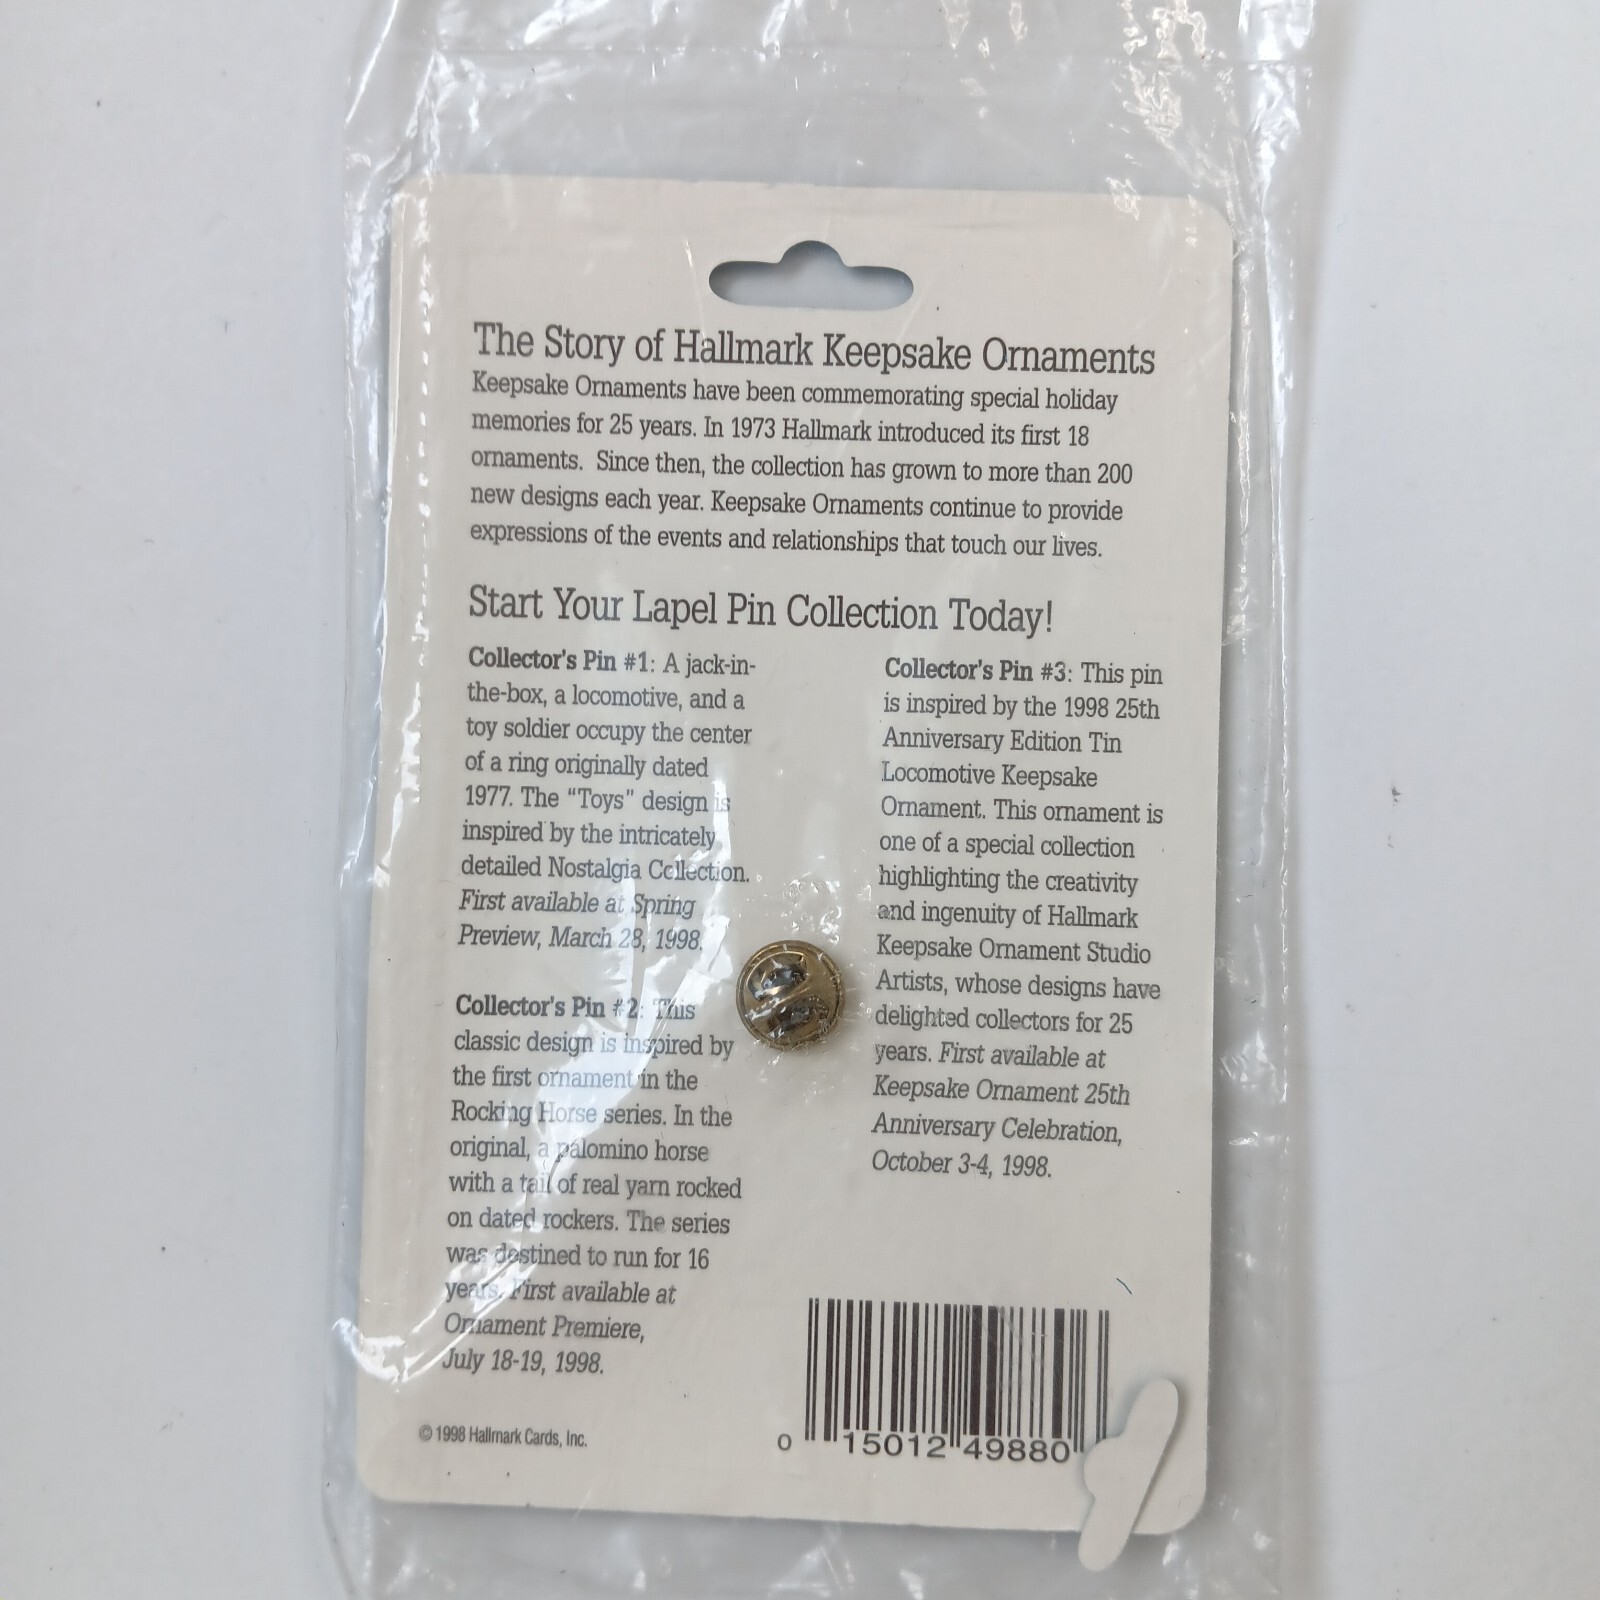 The Story of Hallmark Keepsake Ornaments
Keepsake Ornaments have been commemorating special holiday
memories for 25 years. In 1973 Hallmark introduced its first 18
ornaments. Since then, the collection has grown to more than 200
new designs each year. Keepsake Ornaments continue to provide
expressions of the events and relationships that touch our lives.
Start Your Lapel Pin Collection Today!
Collector's Pin #1: A jack-in-
the-box, a locomotive, and a
toy soldier occupy the center
of a ring originally dated
1977. The "Toys" design is
inspired by the intricately
detailed Nostalgia Collection.
First available at Spring
Preview, March 28, 1998.
Collector's Pin #2: This
classic design is inspired by
the first ornament in the
Rocking Horse series. In the
original, a palomino horse
with a tail of real yarn rocked
on dated rockers. The series
was destined to run for 16
years. First available at
Ornament Premiere,
July 18-19, 1998.
Collector's Pin #3: This pin
is inspired by the 1998 25th
Anniversary Edition Tin
Locomotive Keepsake
Ornament. This ornament is
one of a special collection
highlighting the creativity
and ingenuity of Hallmark
Keepsake Ornament Studio
Artists, whose designs have
delighted collectors for 25
years. First available at
Keepsake Ornament 25th
Anniversary Celebration,
October 3-4, 1998.
© 1998 Hallmark Cards, Inc.
0 15012 49880